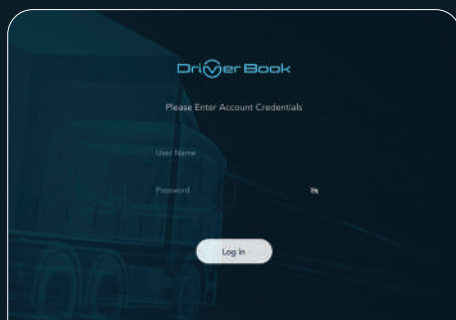 DriverBook
Please Enter Account Credentials
User Name
Password
Log in